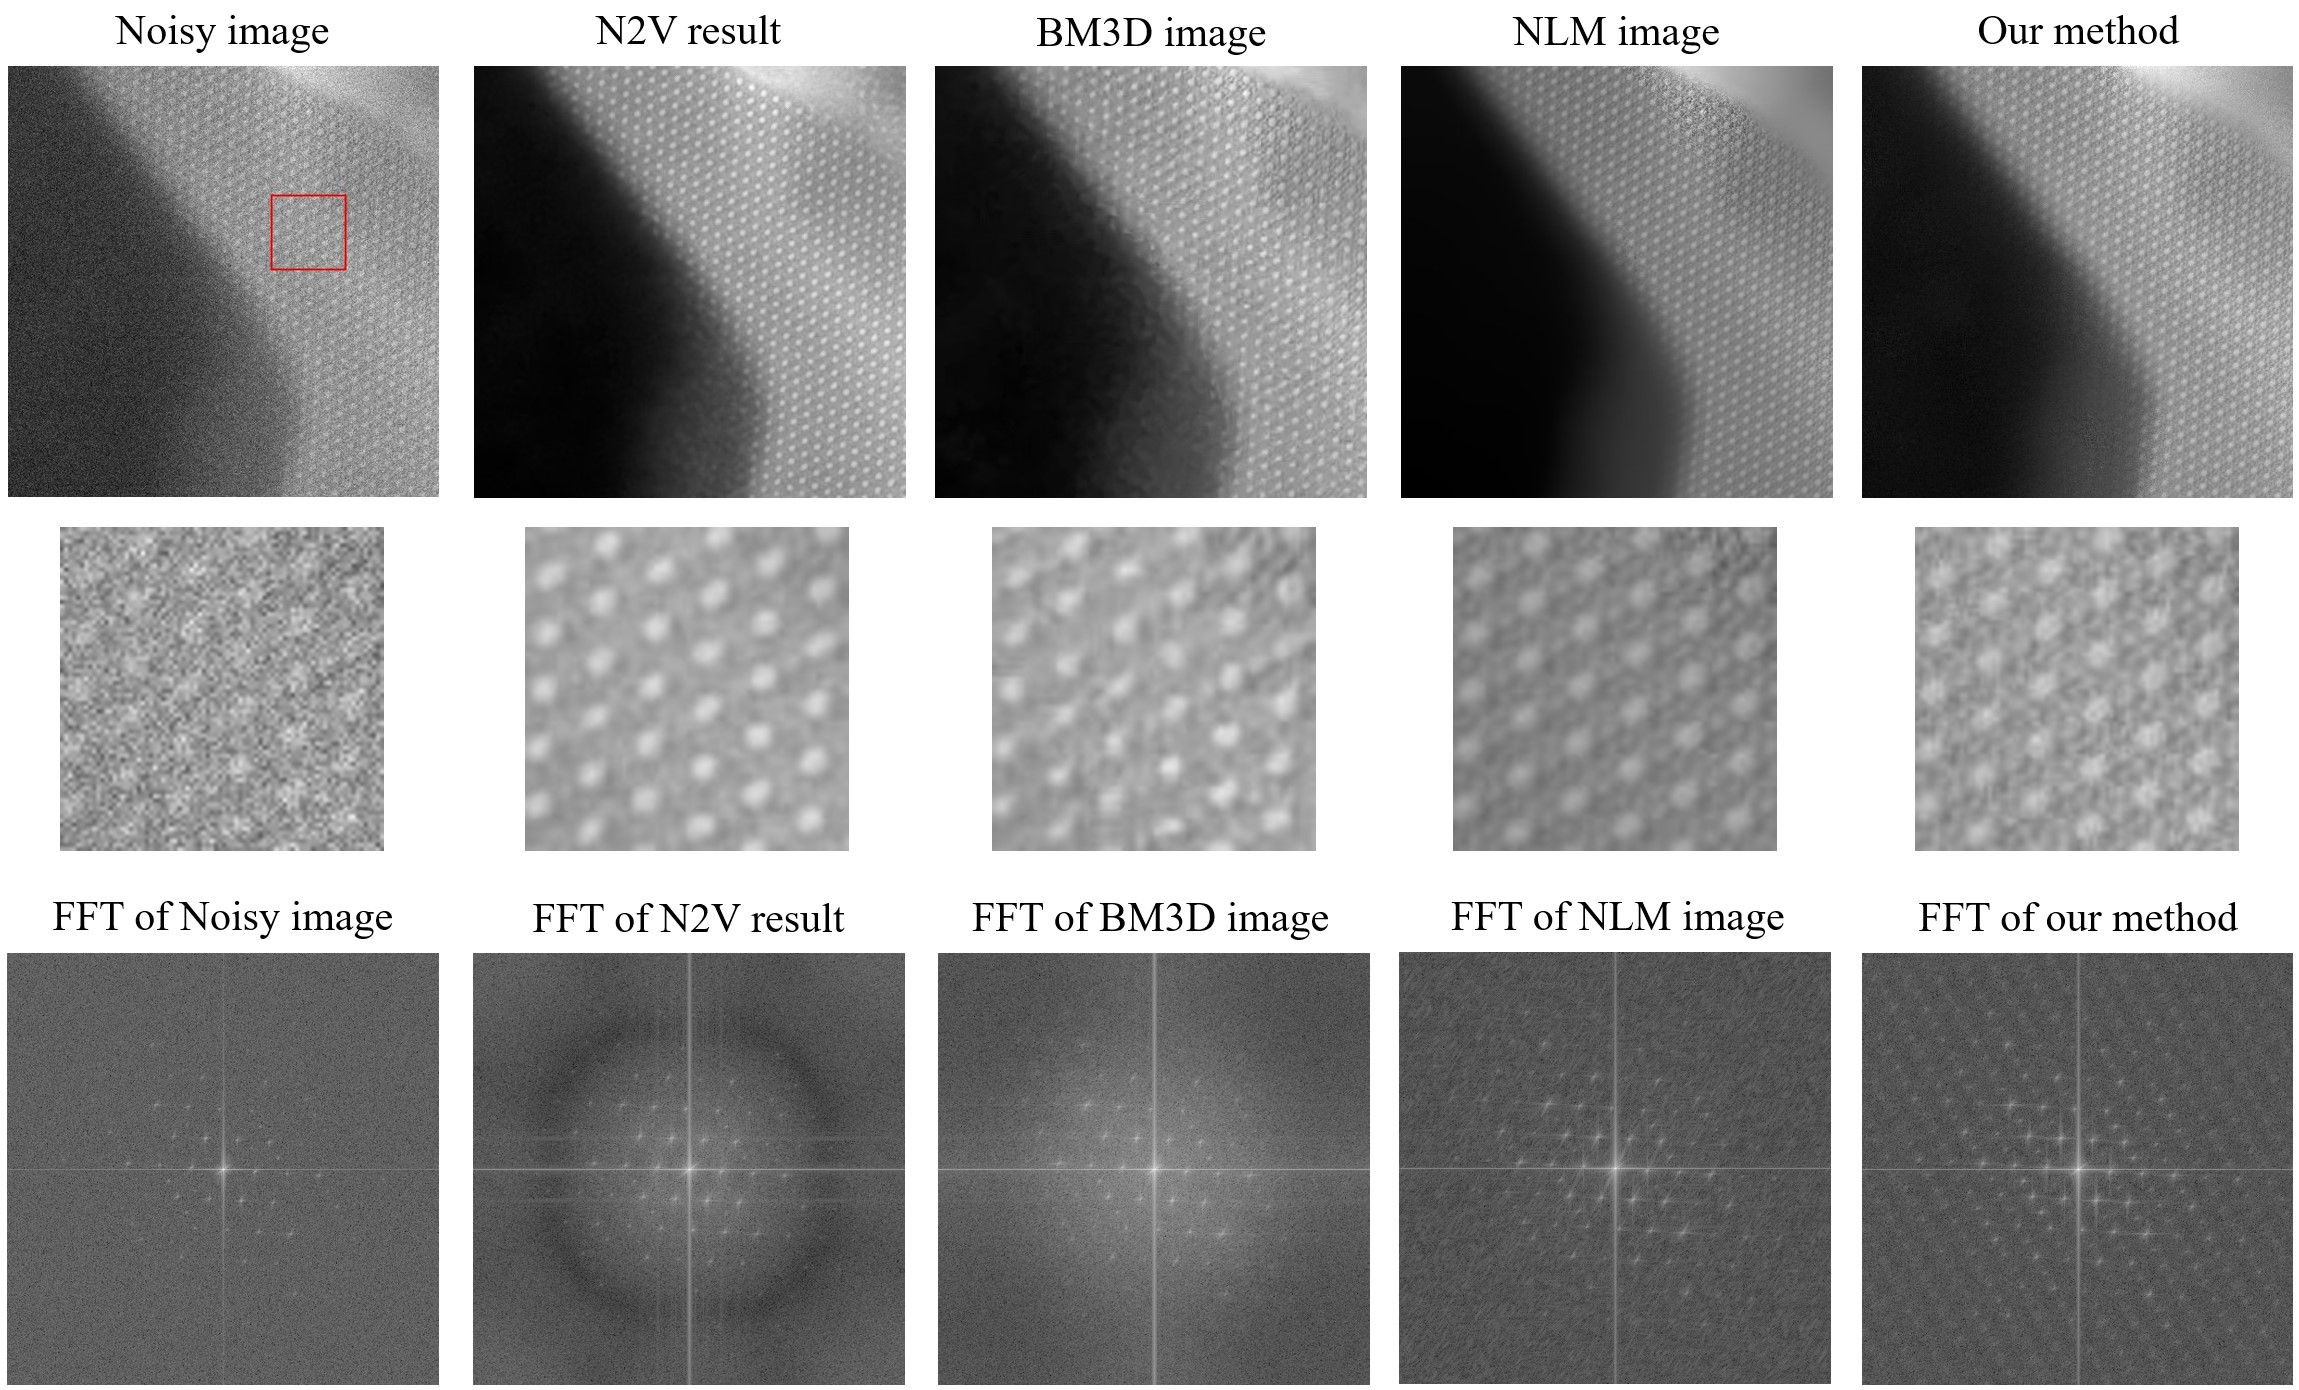 Noisy image
N2V result
BM3D image
NLM image
Our method
FFT of Noisy image
FFT of N2V result
FFT of BM3D image
FFT of NLM image
FFT of our method